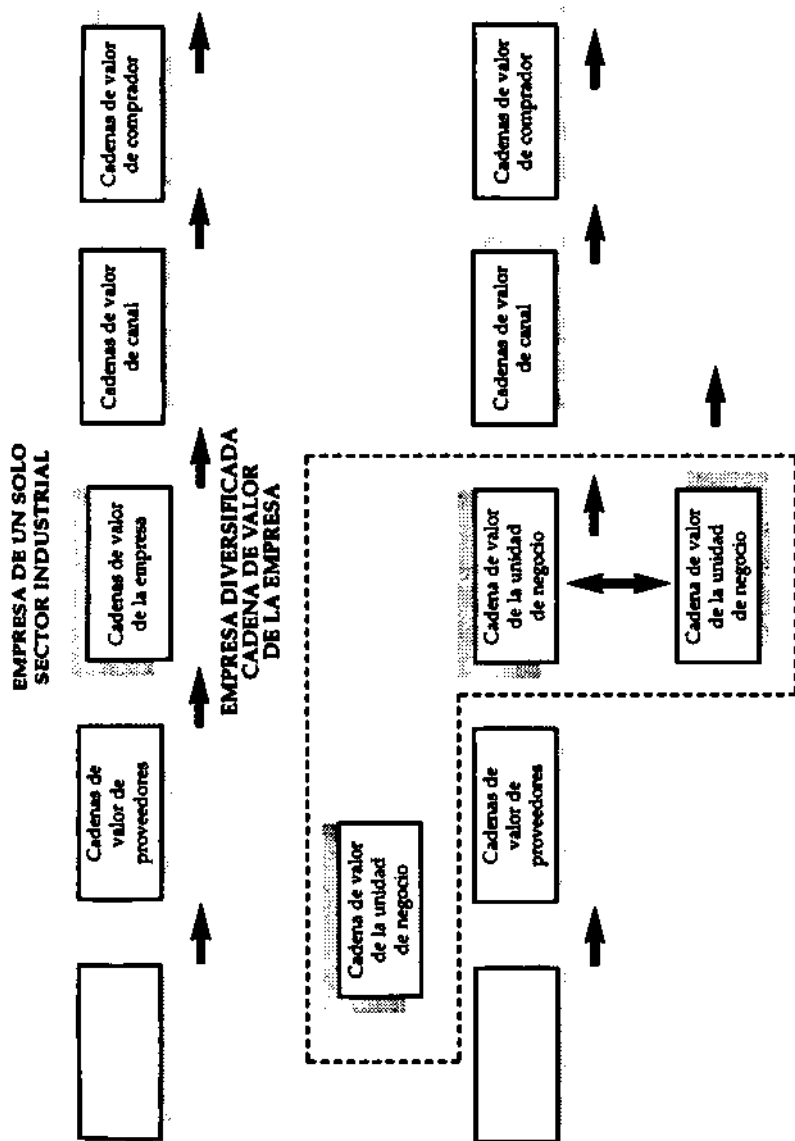 EMPRESA DE UN SOLO
SECTOR INDUSTRIAL
Cadenas de
valor de
proveedores
Cadenas de valor
de la empresa
Cadenas de valor
de canal
Cadenas de valor
de comprador
EMPRESA DIVERSIFICADA
CADENA DE VALOR
DE LA EMPRESA
Cadena de valor
de la unidad
de negocio
Cadenas de
valor de
proveedores
Cadena de valor
de la unidad
de negocio
Cadenas de valor
de canal
Cadenas de valor
de comprador
Cadena de valor
de la unidad
de negocio